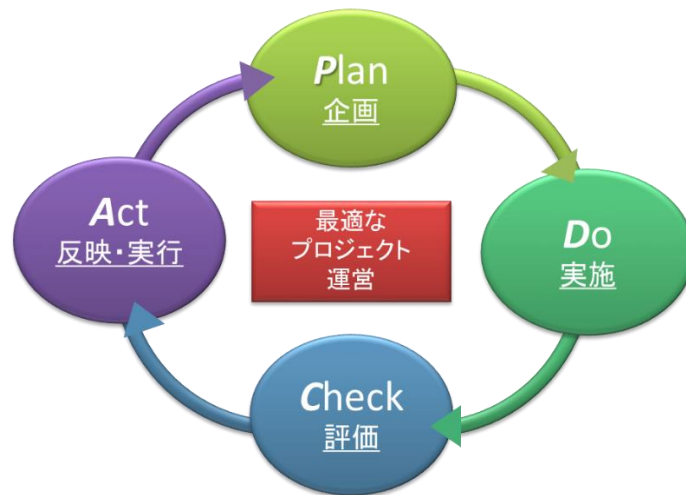 Plan
企画
Do
実施
Check
評価
Act
反映・実行
最適な
プロジェクト
運営